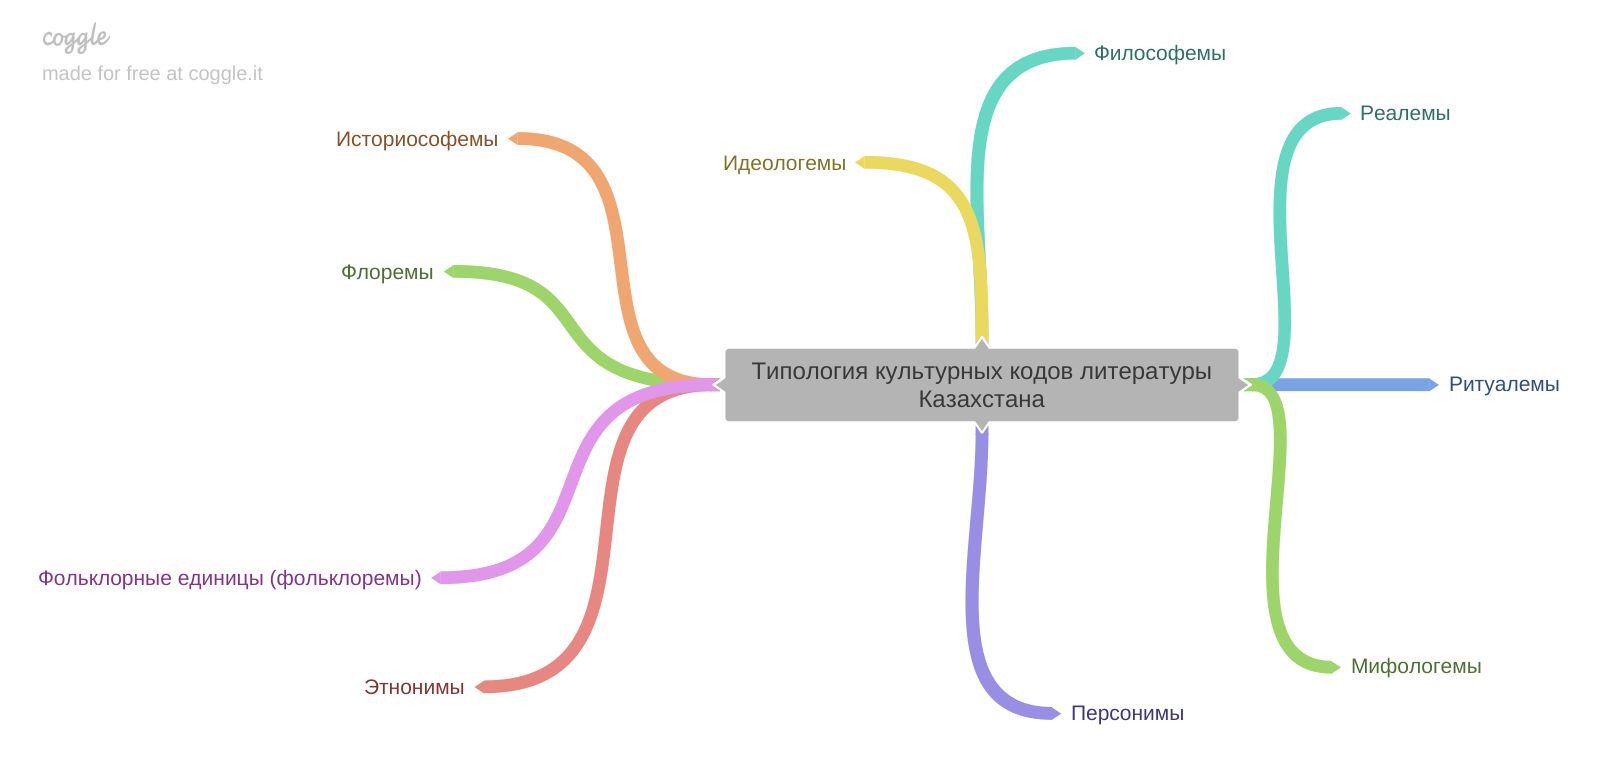 coggle
made for free at coggle.it
Философемы
Реалемы
Историософемы
Идеологемы
Флоремы
Типология культурных кодов литературы
Казахстана
Ритуалемы
Фольклорные единицы (фольклоремы)
Мифологемы
Этнонимы
Персонимы